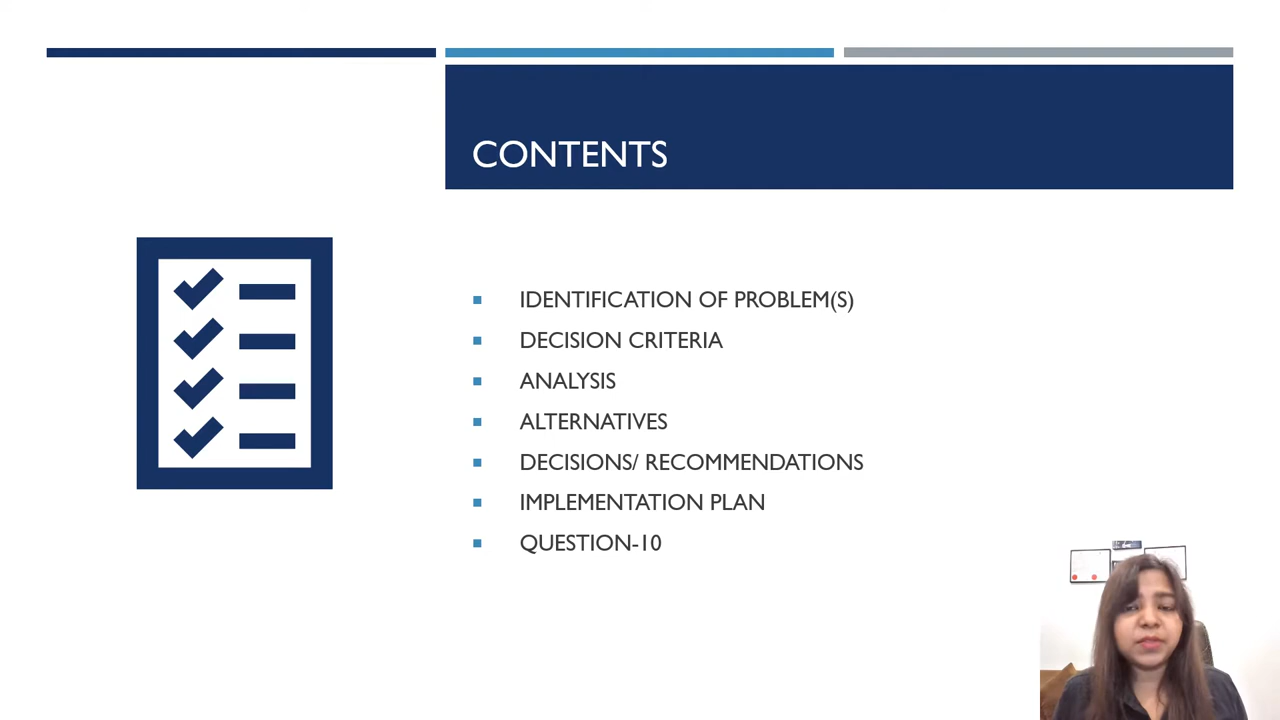 CONTENTS
IDENTIFICATION OF PROBLEM(S)
DECISION CRITERIA
ANALYSIS
ALTERNATIVES
DECISIONS/ RECOMMENDATIONS
IMPLEMENTATION PLAN
QUESTION-10